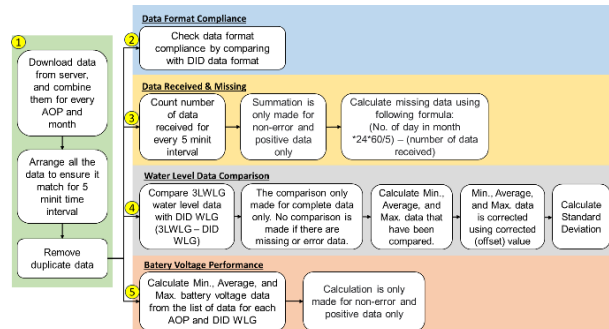 1
Download data
from server,
and combine
them for every
AOP and
month
Arrange all the
data to ensure it
match for 5
minit time
interval
Remove
duplicate data
Data Format Compliance
2
Check data format
compliance by comparing
with DID data format
Data Received & Missing
3
Count number
of data
received for
every 5 minit
interval
Summation is
only made for
non-error and
positive data
only
Calculate missing data using
following formula:
(No. of day in month
*24*60/5) – (number of data
received)
Water Level Data Comparison
4
Compare 3LWLG
water level data
with DID WLG
(3LWLG – DID
WLG)
The comparison only
made for complete data
only. No comparison is
made if there are
missing or error data.
Calculate Min.,
Average, and
Max. data that
have been
compared.
Min., Average,
and Max. data
is corrected
using corrected
(offset) value
Calculate
Standard
Deviation
Batery Voltage Performance
5
Calculate Min., Average, and
Max. battery voltage data
from the list of data for each
AOP and DID WLG
Calculation is only
made for non-error and
positive data only